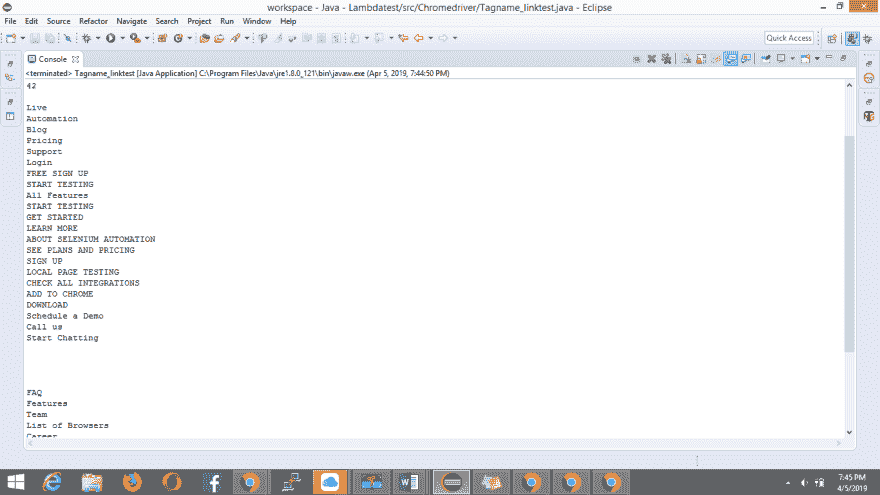 workspace - Java - Lambdatest/src/Chromedriver/Tagname_linktest.java - Eclipse
File Edit Source Refactor Navigate Search Project Run Window Help
Quick Access
Console
<terminated> Tagname_linktest [Java Application] C:\Program Files\Java\jre1.8.0_121\bin\javaw.exe (Apr 5, 2019, 7:44:50 PM)
42
Live
Automation
Blog
Pricing
Support
Login
FREE SIGN UP
START TESTING
All Features
START TESTING
GET STARTED
LEARN MORE
ABOUT SELENIUM AUTOMATION
SEE PLANS AND PRICING
SIGN UP
LOCAL PAGE TESTING
CHECK ALL INTEGRATIONS
ADD TO CHROME
DOWNLOAD
Schedule a Demo
Call us
Start Chatting
FAQ
Features
Team
List of Browsers
Career
7:45 PM
4/5/2019